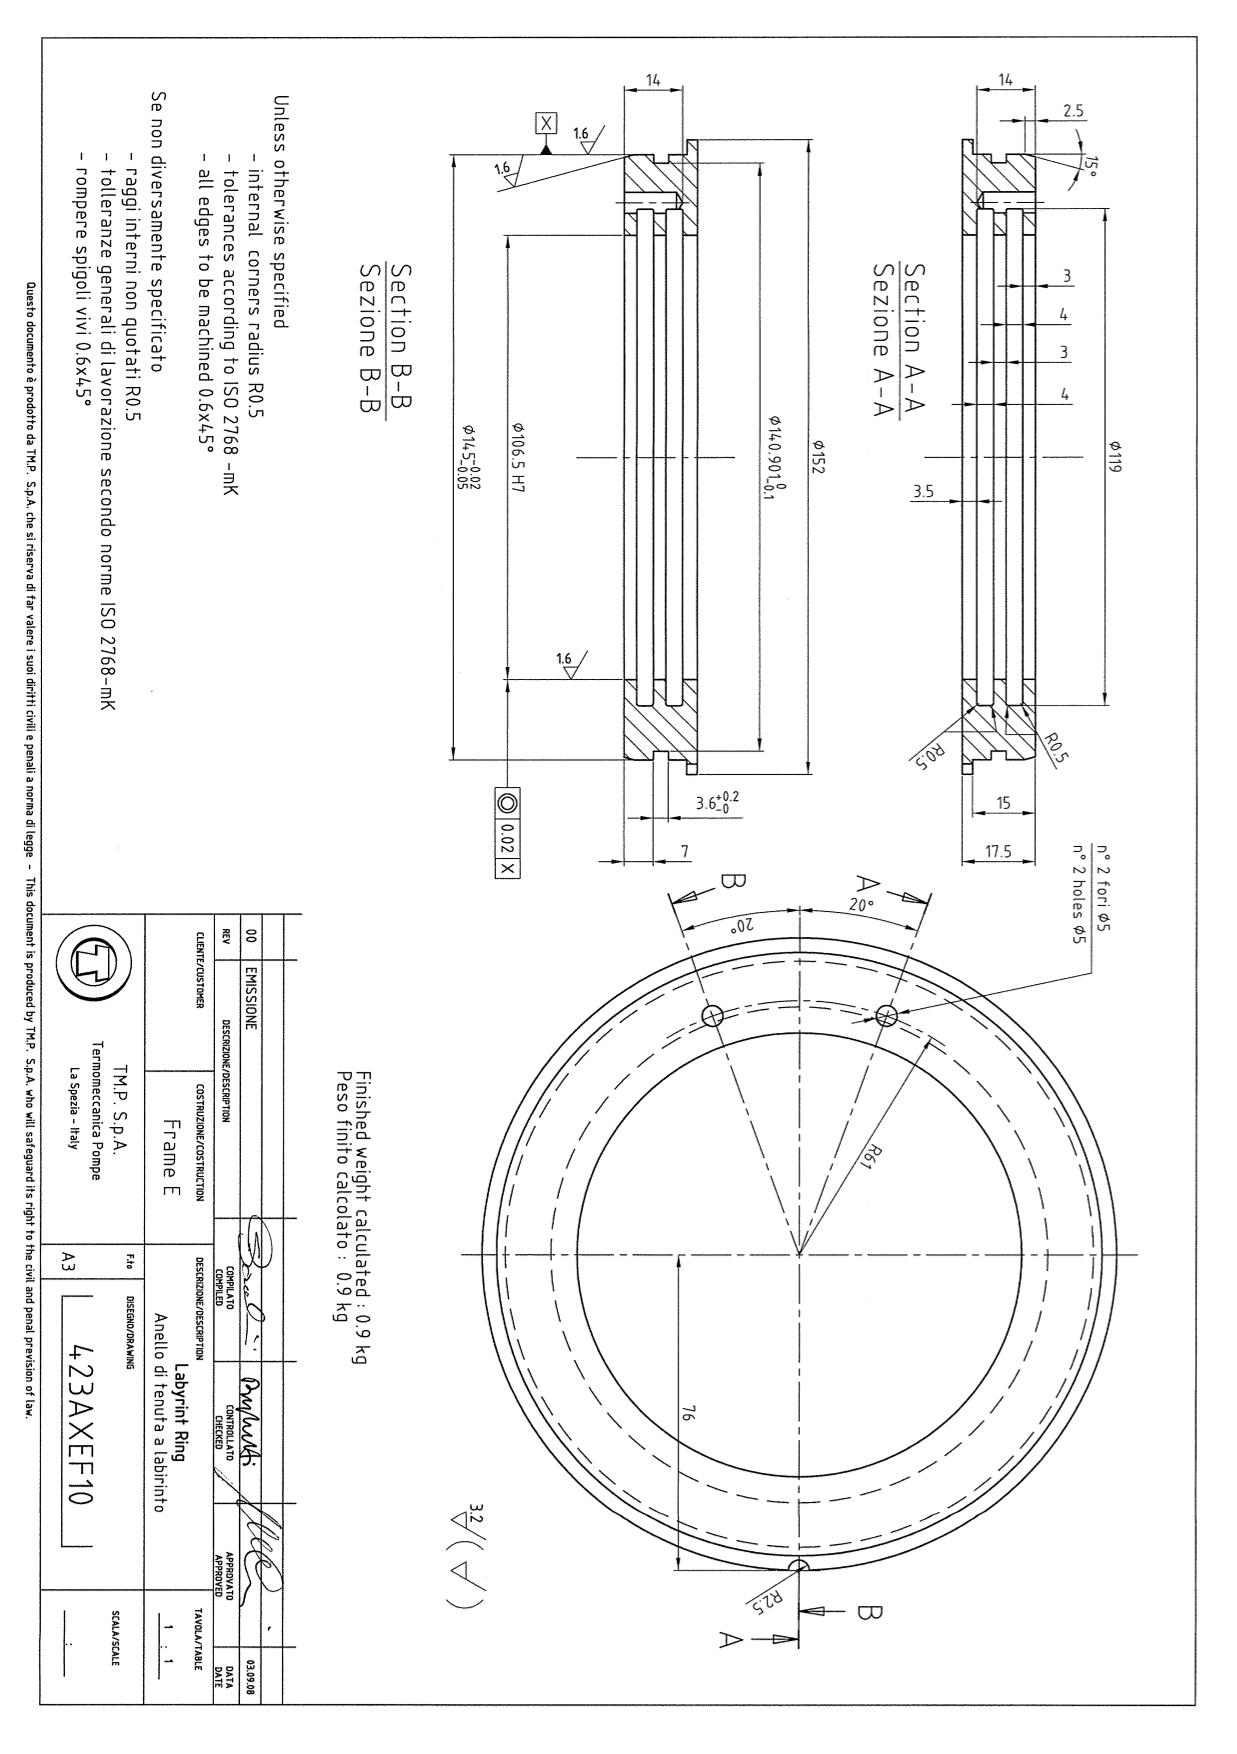 14
2.5
15°
3
4
3
4
Ø119
3.5
R0.5
R0.5
15
17.5
Section A-A
Sezione A-A
14
X
1.6
1.6
Ø152
Ø140.901 0 -0.1
Ø106.5 H7
Ø145 -0.02 -0.05
1.6
3.6 +0.2 -0
7
0.02 X
Section B-B
Sezione B-B
n° 2 fori Ø5
n° 2 holes Ø5
A
B
20°
20°
R61
76
R2.5
B
A
Unless otherwise specified
- internal corners radius R0.5
- tolerances according to ISO 2768 -mK
- all edges to be machined 0.6x45°
Se non diversamente specificato
- raggi interni non quotati R0.5
- tolleranze generali di lavorazione secondo norme ISO 2768-mK
- rompere spigoli vivi 0.6x45°
Finished weight calculated : 0.9 kg
Peso finito calcolato : 0.9 kg
3.2
00
EMISSIONE
03.09.08
REV
DESCRIZIONE/DESCRIPTION
COMPILATO
COMPILED
CONTROLLATO
CHECKED
APPROVATO
APPROVED
DATA
DATE
CLIENTE/CUSTOMER
COSTRUZIONE/COSTRUCTION
Frame E
DESCRIZIONE/DESCRIPTION
Labyrint Ring
Anello di tenuta a labirinto
TAVOLA/TABLE
1 : 1
T.M.P. S.p.A.
Termomeccanica Pompe
La Spezia - Italy
F.to
A3
DISEGNO/DRAWING
423AXEF10
SCALA/SCALE
:
Questo documento è prodotto da T.M.P. S.p.A. che si riserva di far valere i suoi diritti civili e penali a norma di legge - This document is produced by T.M.P. S.p.A. who will safeguard its right to the civil and penal prevision of law.